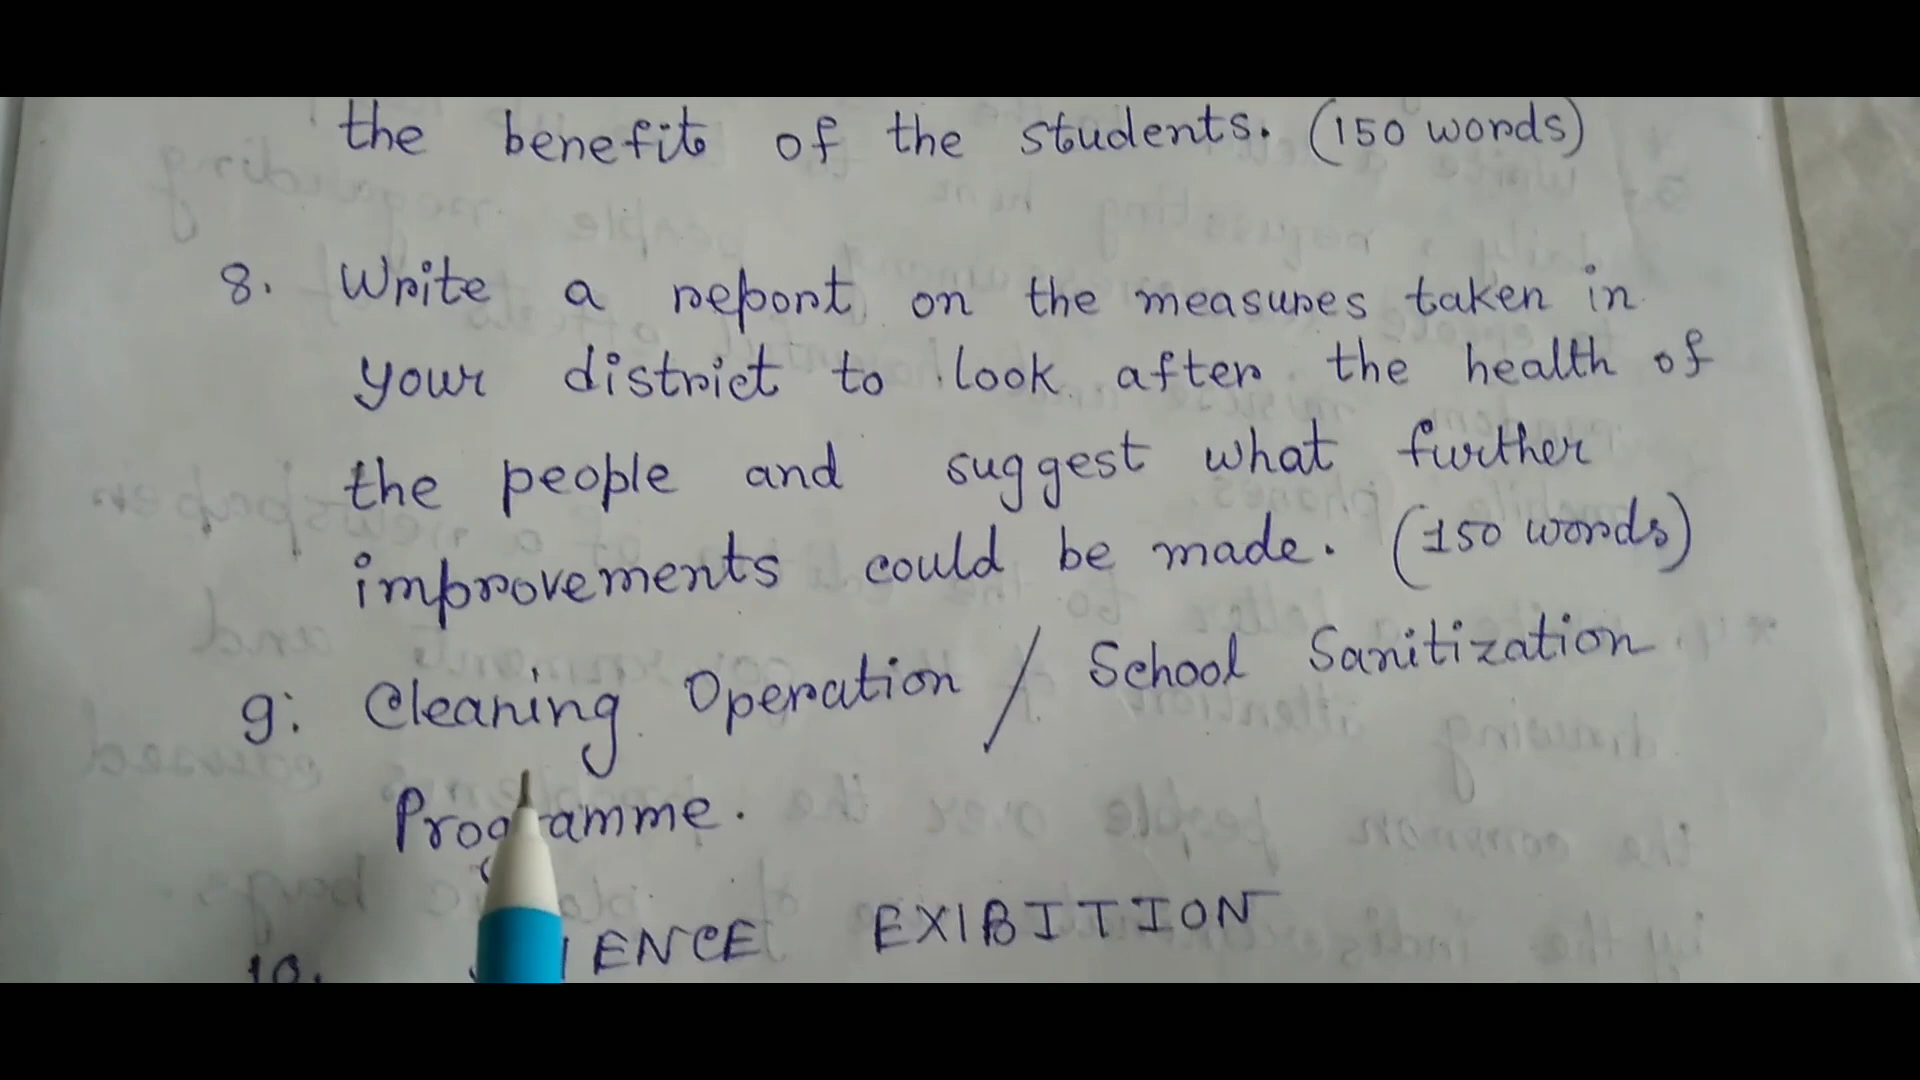 the benefit of the students. (150 words)
8. Write a report on the measures taken in
your district to look after the health of
the people and suggest what further
improvements could be made. (150 words)
9: Cleaning Operation / School Sanitization
Programme.
10. IENCE EXIBITION